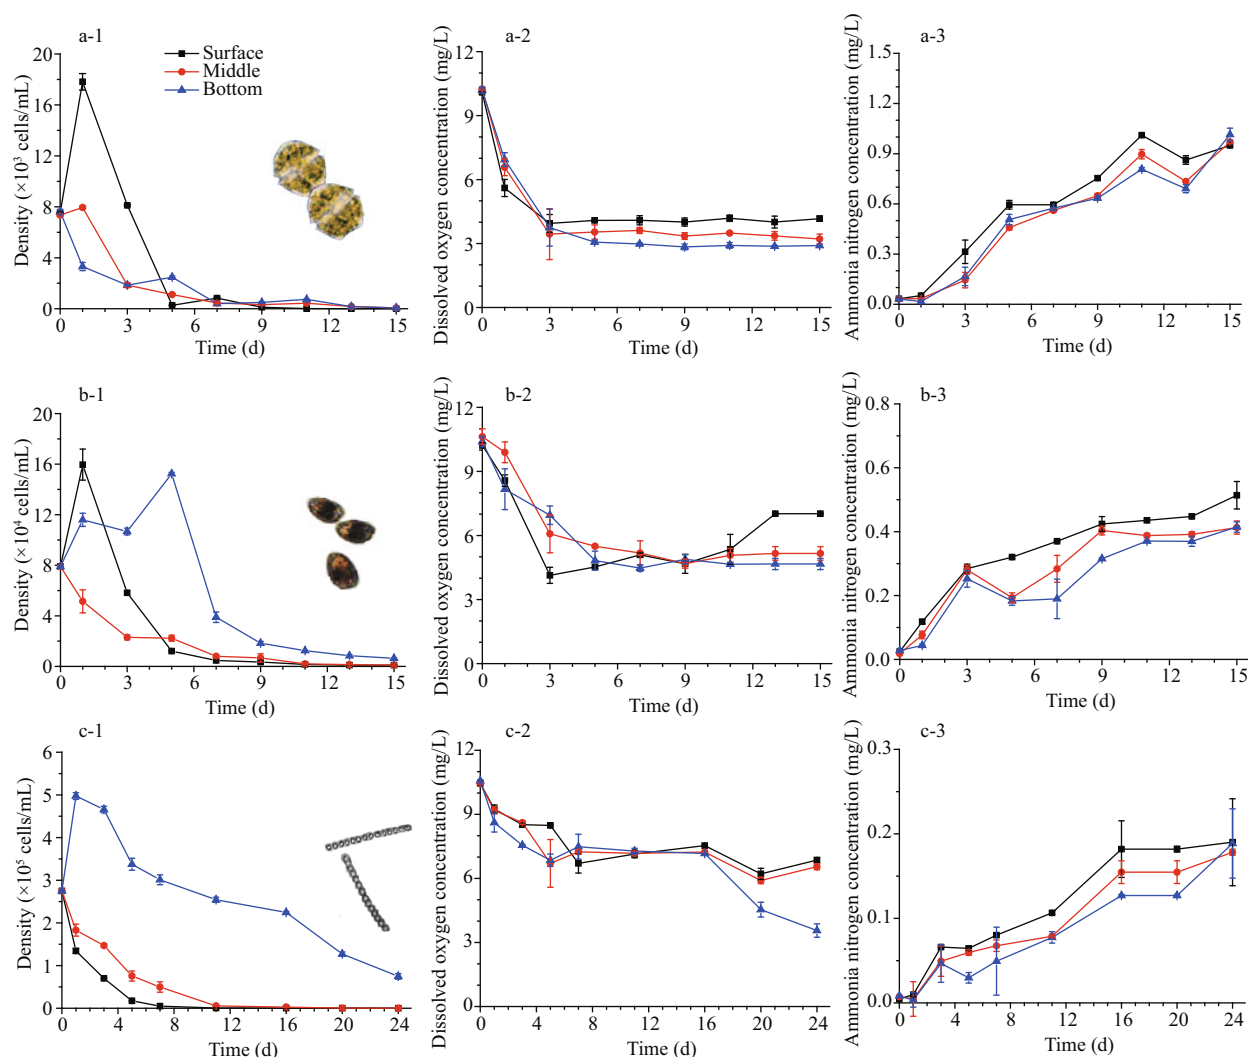 a-1
Surface
Middle
Bottom
20
16
12
8
4
0
Density (×10³ cells/mL)
0 3 6 9 12 15
Time (d)
a-2
12
9
6
3
0
Dissolved oxygen concentration (mg/L)
0 3 6 9 12 15
Time (d)
a-3
1.5
1.2
0.9
0.6
0.3
0.0
Ammonia nitrogen concentration (mg/L)
0 3 6 9 12 15
Time (d)
b-1
20
16
12
8
4
0
Density (×10⁴ cells/mL)
0 3 6 9 12 15
Time (d)
b-2
12
9
6
3
0
Dissolved oxygen concentration (mg/L)
0 3 6 9 12 15
Time (d)
b-3
0.8
0.6
0.4
0.2
0.0
Ammonia nitrogen concentration (mg/L)
0 3 6 9 12 15
Time (d)
c-1
6
5
4
3
2
1
0
Density (×10⁵ cells/mL)
0 4 8 12 16 20 24
Time (d)
c-2
12
9
6
3
0
Dissolved oxygen concentration (mg/L)
0 4 8 12 16 20 24
Time (d)
c-3
0.3
0.2
0.1
0.0
Ammonia nitrogen concentration (mg/L)
0 4 8 12 16 20 24
Time (d)